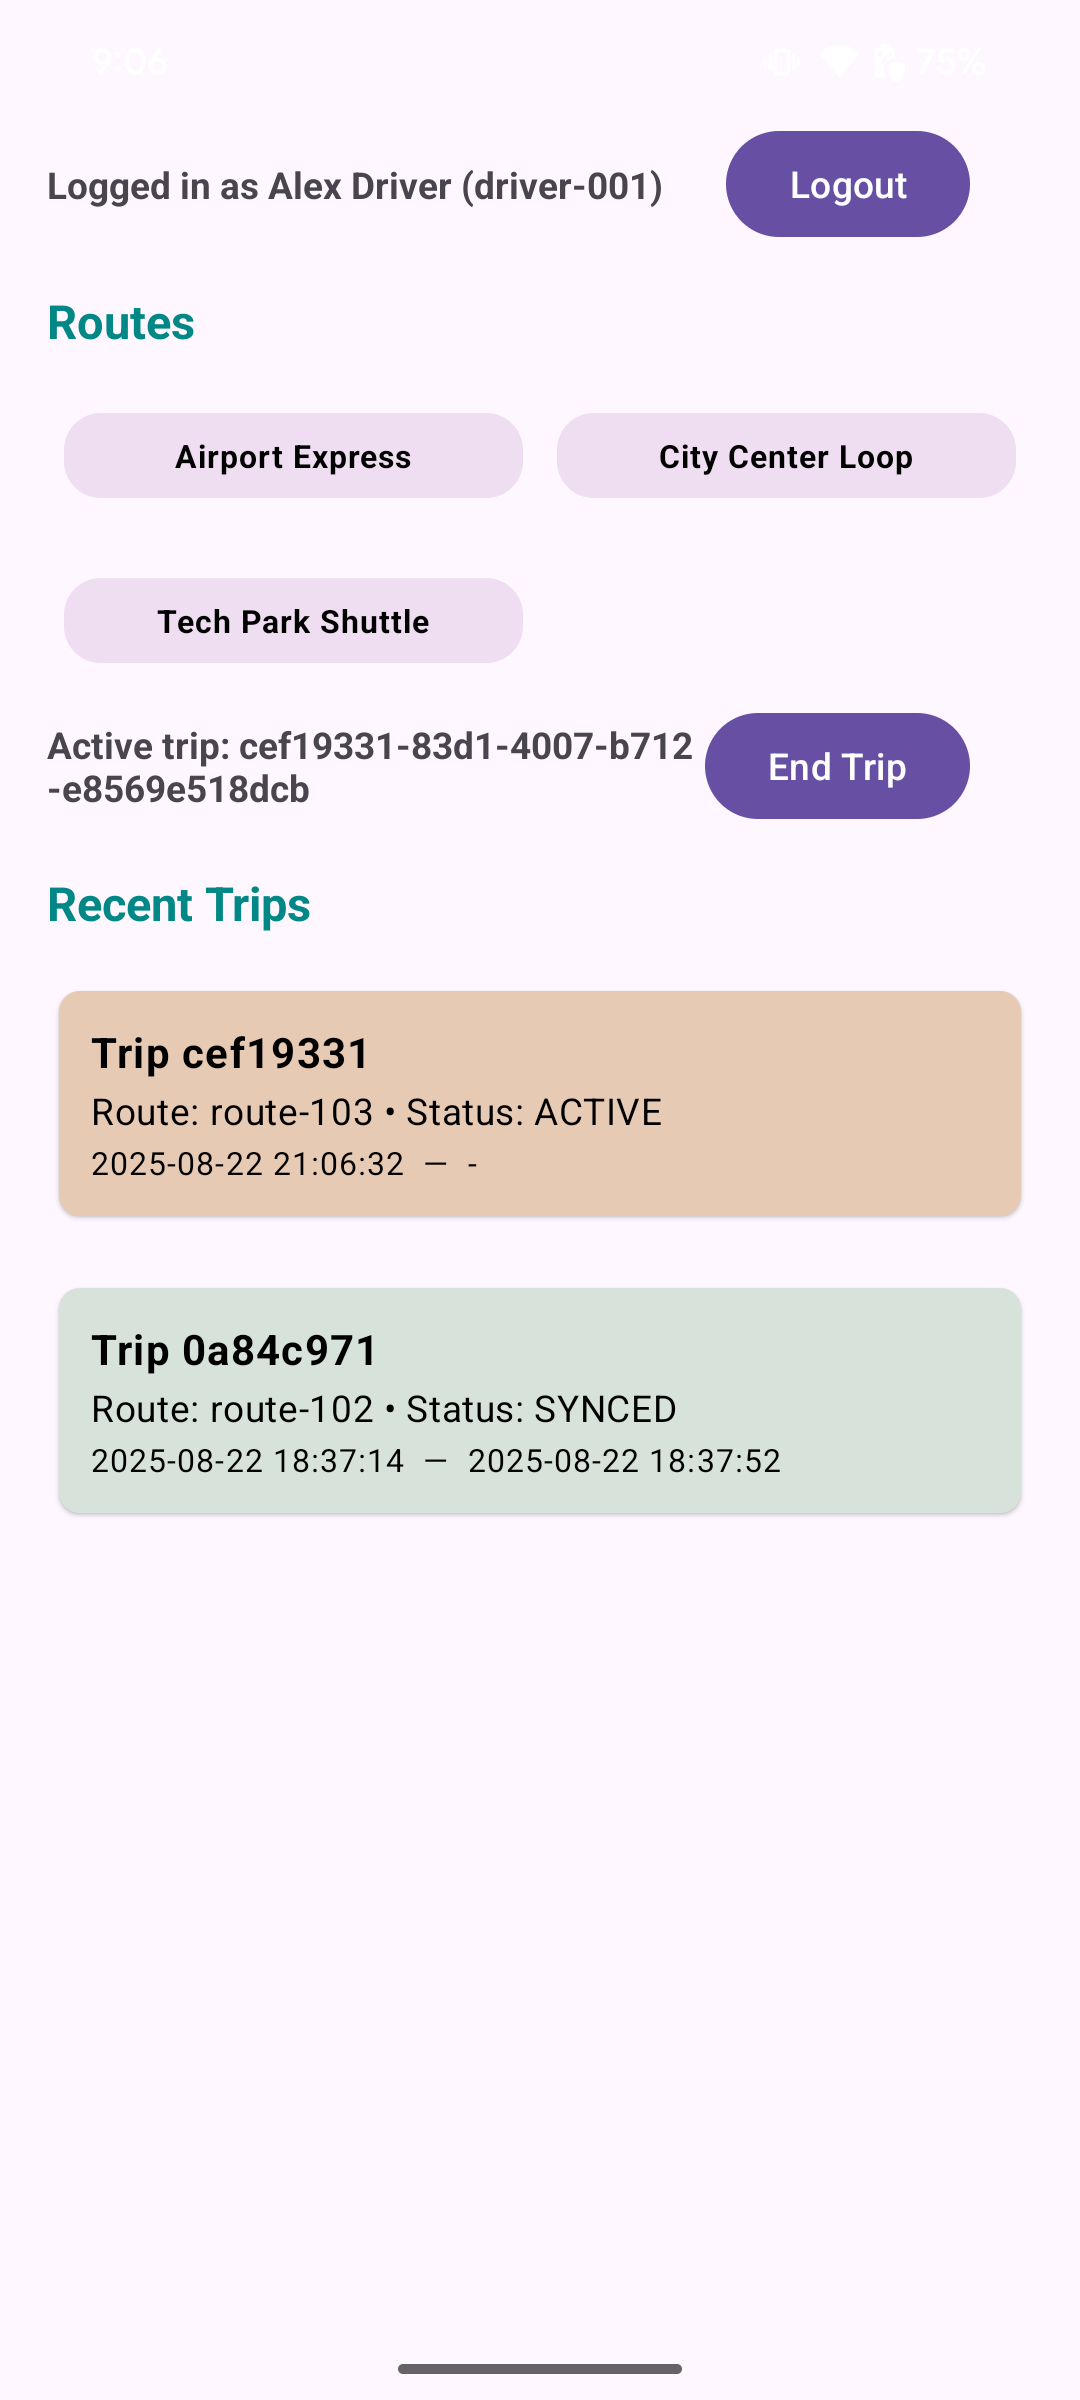 9:06
75%
Logged in as Alex Driver (driver-001)
Logout
Routes
Airport Express
City Center Loop
Tech Park Shuttle
Active trip: cef19331-83d1-4007-b712
-e8569e518dcb
End Trip
Recent Trips
Trip cef19331
Route: route-103 • Status: ACTIVE
2025-08-22 21:06:32 — -
Trip 0a84c971
Route: route-102 • Status: SYNCED
2025-08-22 18:37:14 — 2025-08-22 18:37:52